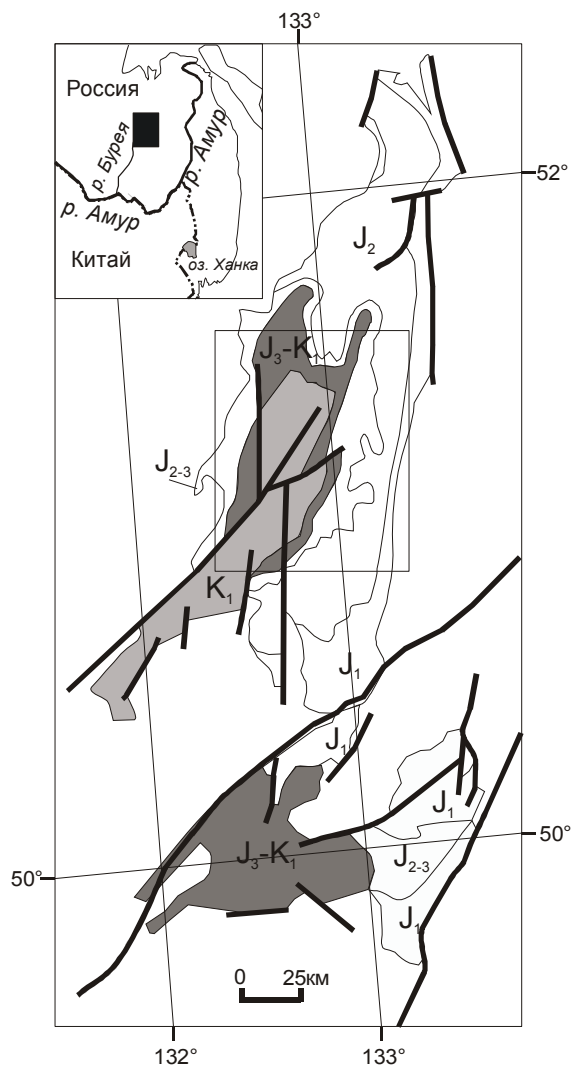 133°
Россия
р. Бурея
р. Амур
р. Амур
Китай
оз. Ханка
52°
J₂
J₃-K₁
J₂₋₃
K₁
J₁
J₁
J₁
50°
J₃-K₁
J₂₋₃
50°
J₁
0 25км
132°
133°